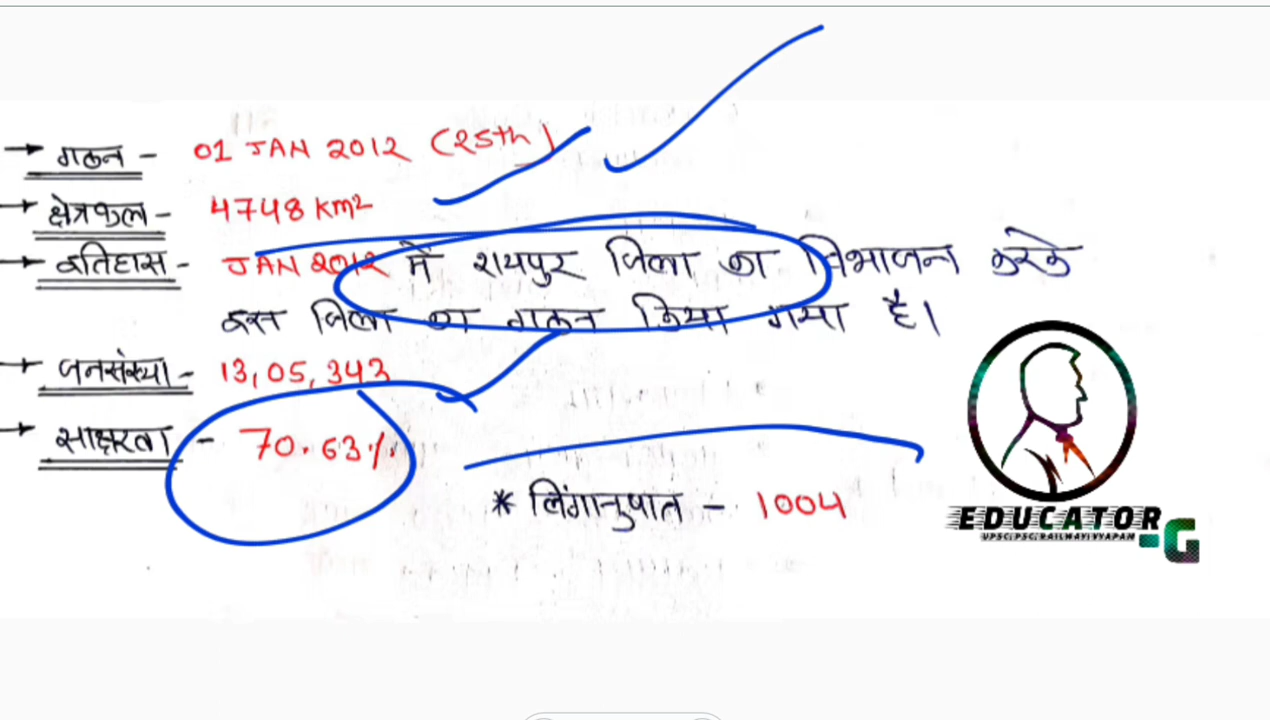 → गठन - 01 JAN 2012 (25th)
→ क्षेत्रफल - 4748 km²
→ इतिहास - JAN 2012 में रायपुर जिला का विभाजन करके
इस जिला का गठन किया गया है।
→ जनसंख्या - 13,05,343
→ साक्षरता - 70.63%
* लिंगानुपात - 1004
EDUCATOR
UPSC|PSC|RAILWAY|VYAPAM
-G